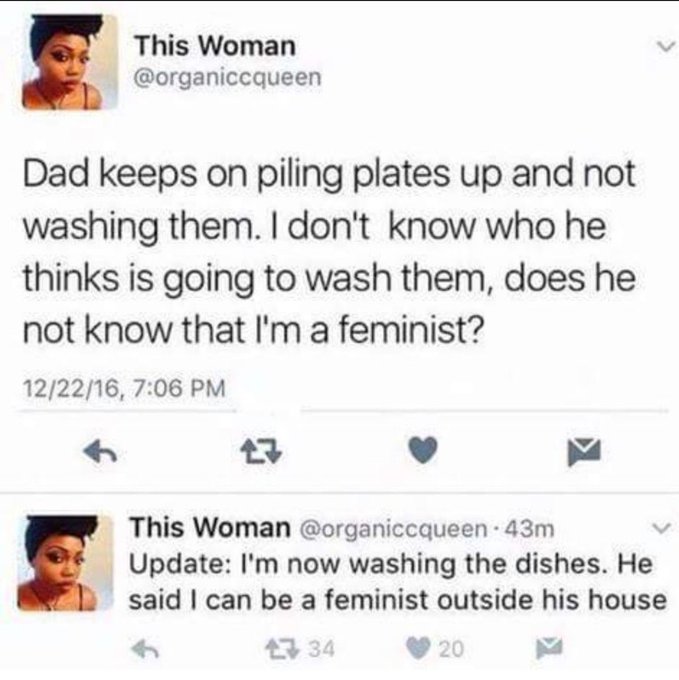 This Woman
@organiccqueen
Dad keeps on piling plates up and not
washing them. I don't know who he
thinks is going to wash them, does he
not know that I'm a feminist?
12/22/16, 7:06 PM
This Woman @organiccqueen · 43m
Update: I'm now washing the dishes. He
said I can be a feminist outside his house
34 20